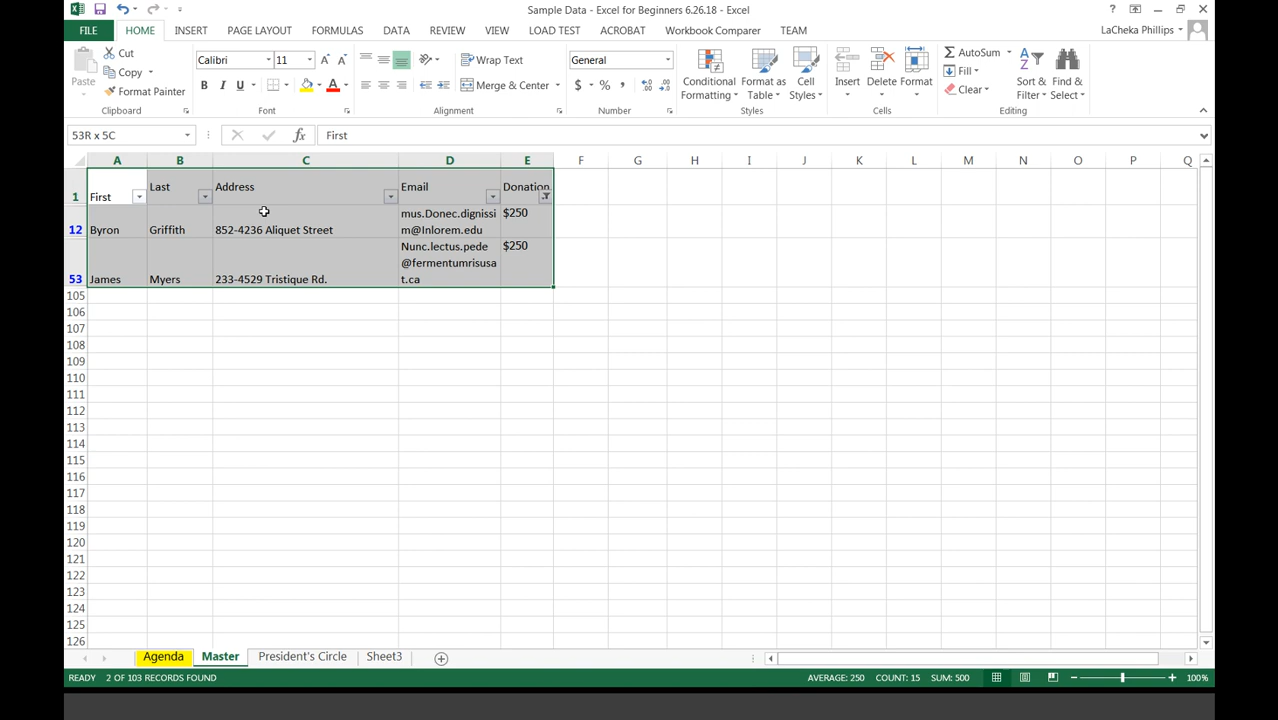 Sample Data - Excel for Beginners 6.26.18 - Excel
FILE HOME INSERT PAGE LAYOUT FORMULAS DATA REVIEW VIEW LOAD TEST ACROBAT Workbook Comparer TEAM LaCheka Phillips
Paste
Cut
Copy
Format Painter
Clipboard
Calibri 11
B I U A
Font
Wrap Text
Merge & Center
Alignment
General
$ % ,
Number
Conditional Formatting
Format as Table
Cell Styles
Styles
Insert
Delete
Format
Cells
AutoSum
Fill
Clear
Sort & Filter
Find & Select
Editing
53R x 5C fx First
A B C D E F G H I J K L M N O P Q
1 First Last Address Email Donation
12 Byron Griffith 852-4236 Aliquet Street mus.Donec.dignissi
m@Inlorem.edu $250
53 James Myers 233-4529 Tristique Rd. Nunc.lectus.pede
@fermentumrisusa
t.ca $250
105
106
107
108
109
110
111
112
113
114
115
116
117
118
119
120
121
122
123
124
125
126
Agenda Master President's Circle Sheet3
READY 2 OF 103 RECORDS FOUND AVERAGE: 250 COUNT: 15 SUM: 500 100%